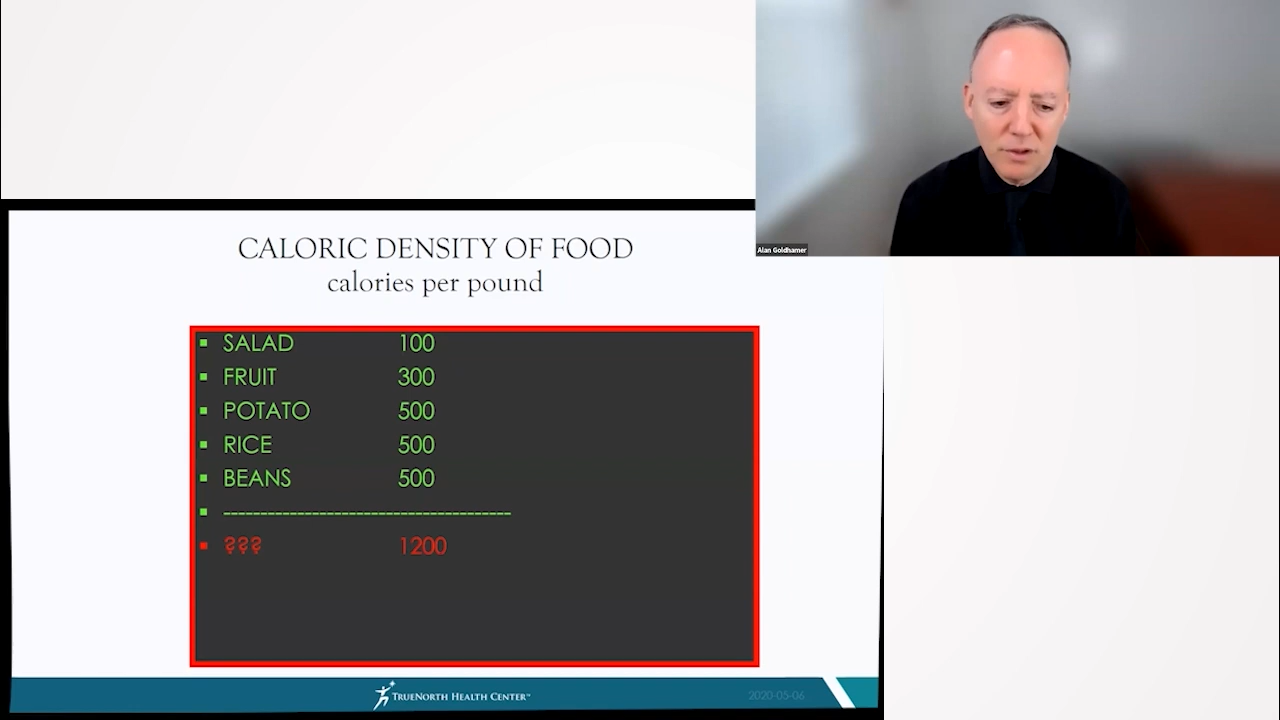 Alan Goldhamer
CALORIC DENSITY OF FOOD
calories per pound
▪ SALAD 100
▪ FRUIT 300
▪ POTATO 500
▪ RICE 500
▪ BEANS 500
▪ ---------------------------------------
▪ ??? 1200
TRUENORTH HEALTH CENTER™
2020-05-06